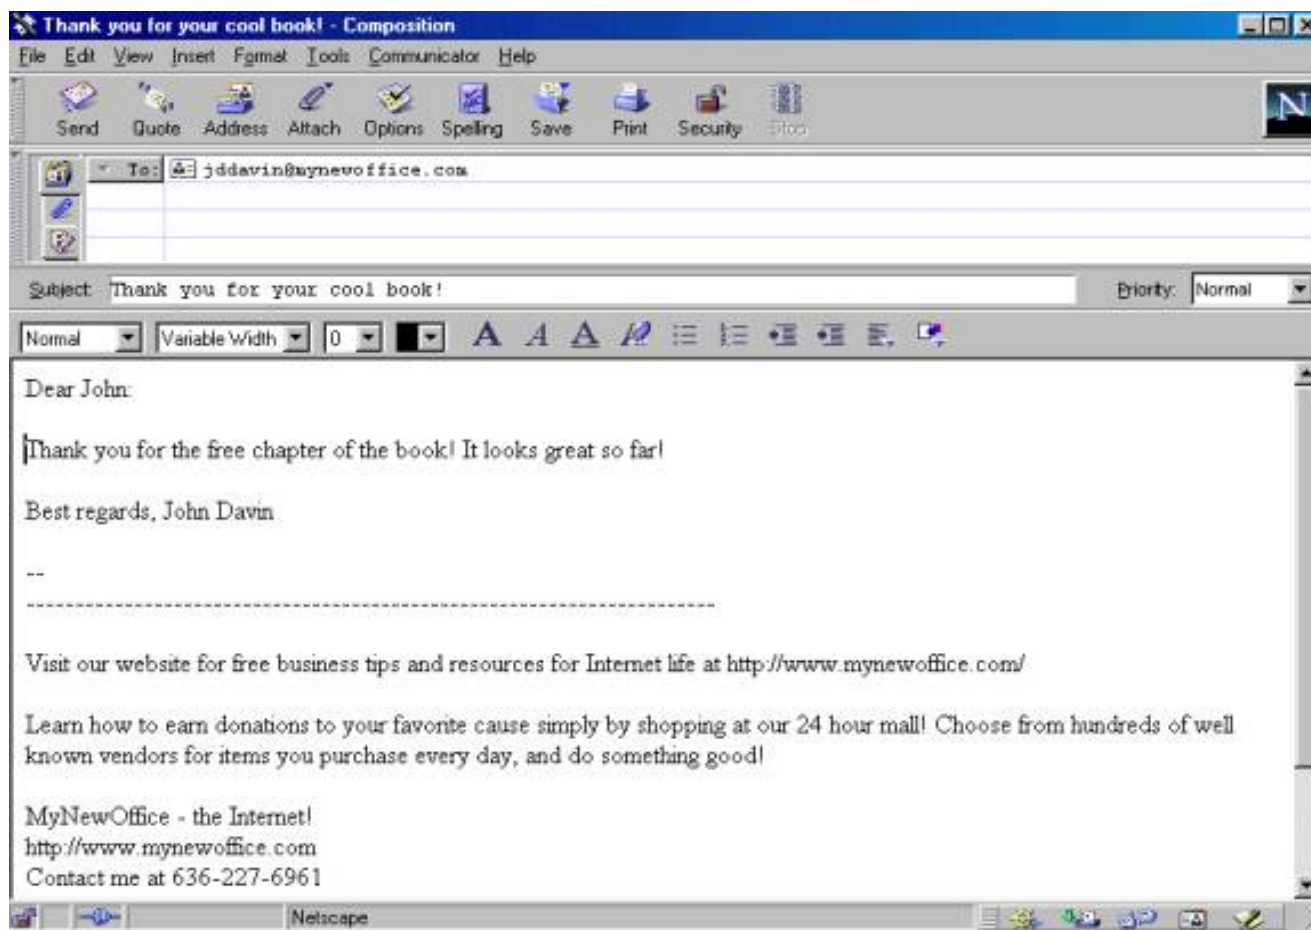 Thank you for your cool book! - Composition
File Edit View Insert Format Tools Communicator Help
Send Quote Address Attach Options Spelling Save Print Security Stop
N
To: jddavin@mynewoffice.com
Subject: Thank you for your cool book! Priority: Normal
Normal Variable Width 0 A A A
Dear John:
Thank you for the free chapter of the book! It looks great so far!
Best regards, John Davin
--
-----------------------------------------------------------------------
Visit our website for free business tips and resources for Internet life at http://www.mynewoffice.com/
Learn how to earn donations to your favorite cause simply by shopping at our 24 hour mall! Choose from hundreds of well
known vendors for items you purchase every day, and do something good!
MyNewOffice - the Internet!
http://www.mynewoffice.com
Contact me at 636-227-6961
Netscape